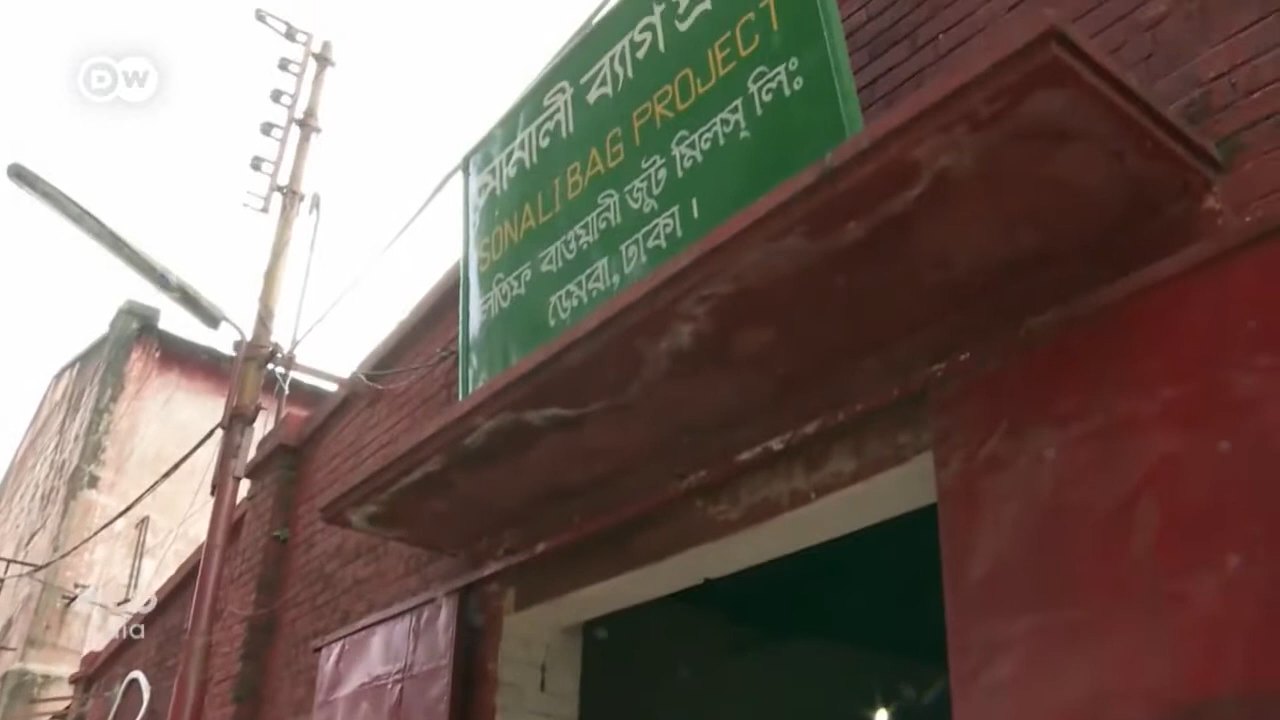 DW
সোনালী ব্যাগ
SONALI BAG PROJECT
লতিফ বাওয়ানী জুট মিলস্ লিঃ
ডেমরা, ঢাকা।